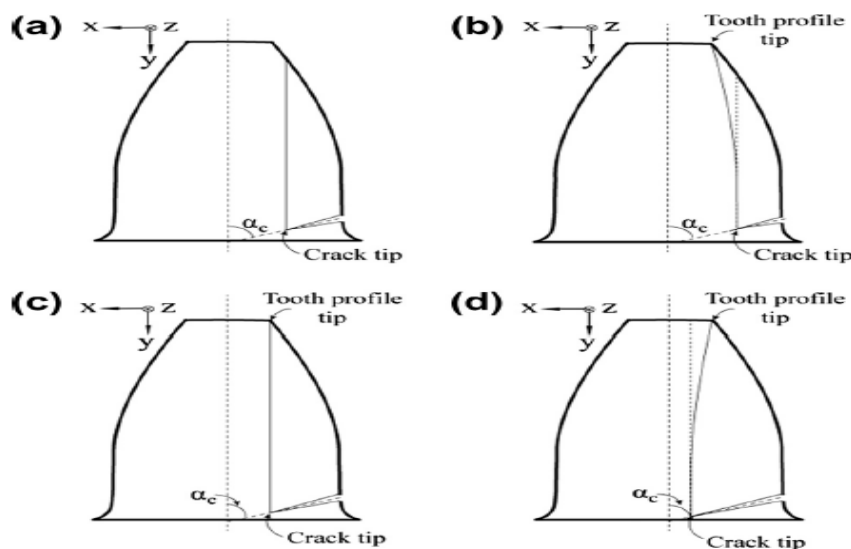 (a)
x
z
y
αc
Crack tip
(b)
x
z
y
Tooth profile
tip
αc
Crack tip
(c)
x
z
y
Tooth profile
tip
αc
Crack tip
(d)
x
z
y
Tooth profile
tip
αc
Crack tip